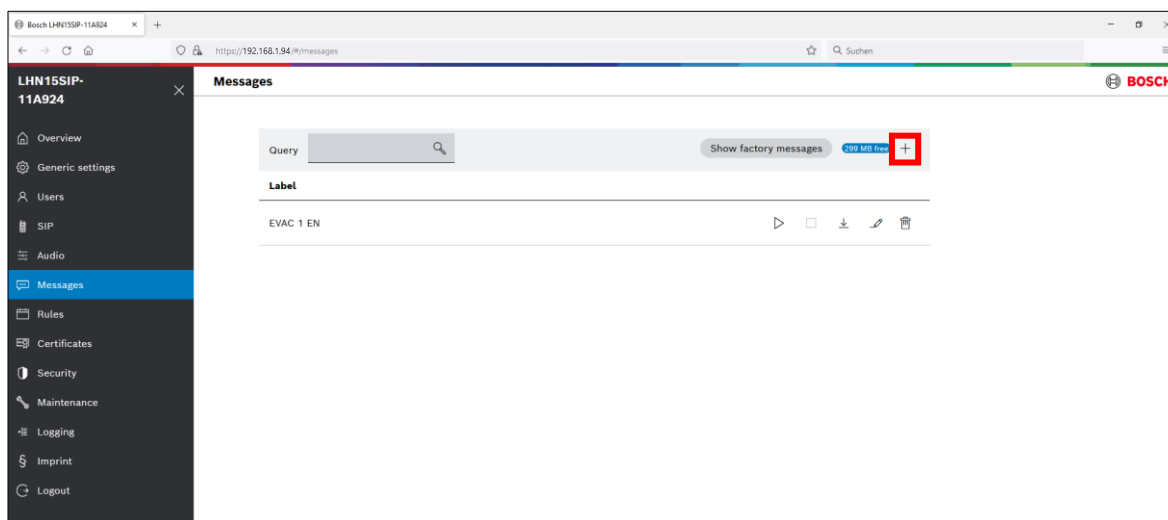 Bosch LHN15SIP-11A924
https://192.168.1.94/#/messages
Suchen
LHN15SIP-
11A924
Messages
BOSCH
Overview
Generic settings
Users
SIP
Audio
Messages
Rules
Certificates
Security
Maintenance
Logging
§ Imprint
Logout
Query
Show factory messages
299 MB free
Label
EVAC 1 EN